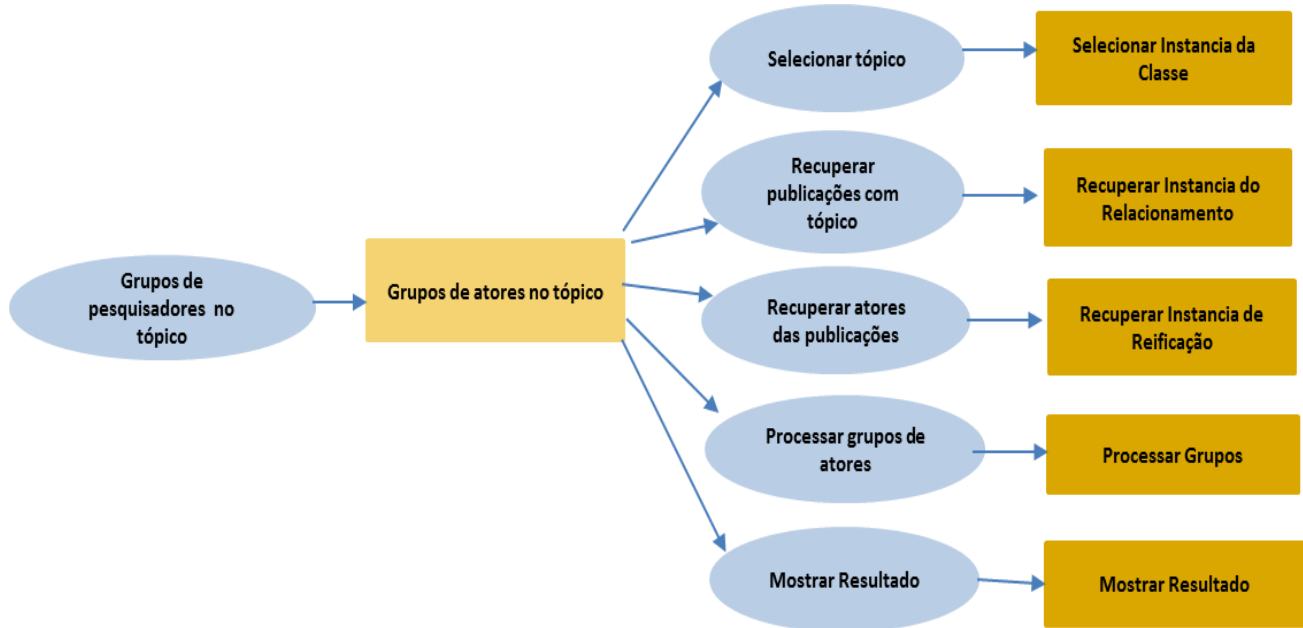 Selecionar tópico
Selecionar Instancia da
Classe
Recuperar
publicações com
tópico
Recuperar Instancia do
Relacionamento
Grupos de
pesquisadores no
tópico
Grupos de atores no tópico
Recuperar atores
das publicações
Recuperar Instancia de
Reificação
Processar grupos de
atores
Processar Grupos
Mostrar Resultado
Mostrar Resultado